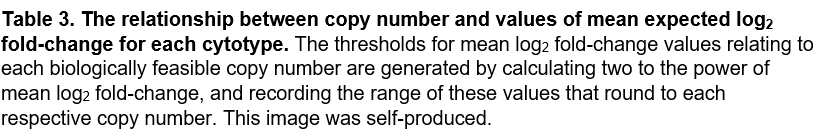 Table 3. The relationship between copy number and values of mean expected log₂
fold-change for each cytotype. The thresholds for mean log₂ fold-change values relating to
each biologically feasible copy number are generated by calculating two to the power of
mean log₂ fold-change, and recording the range of these values that round to each
respective copy number. This image was self-produced.